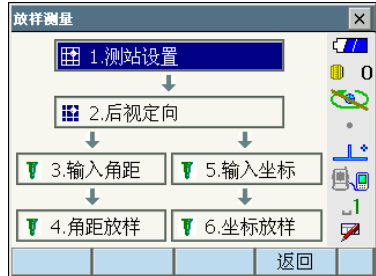 放样测量
1.测站设置
0
2.后视定向
3.输入角距 5.输入坐标
4.角距放样 6.坐标放样
1
返回